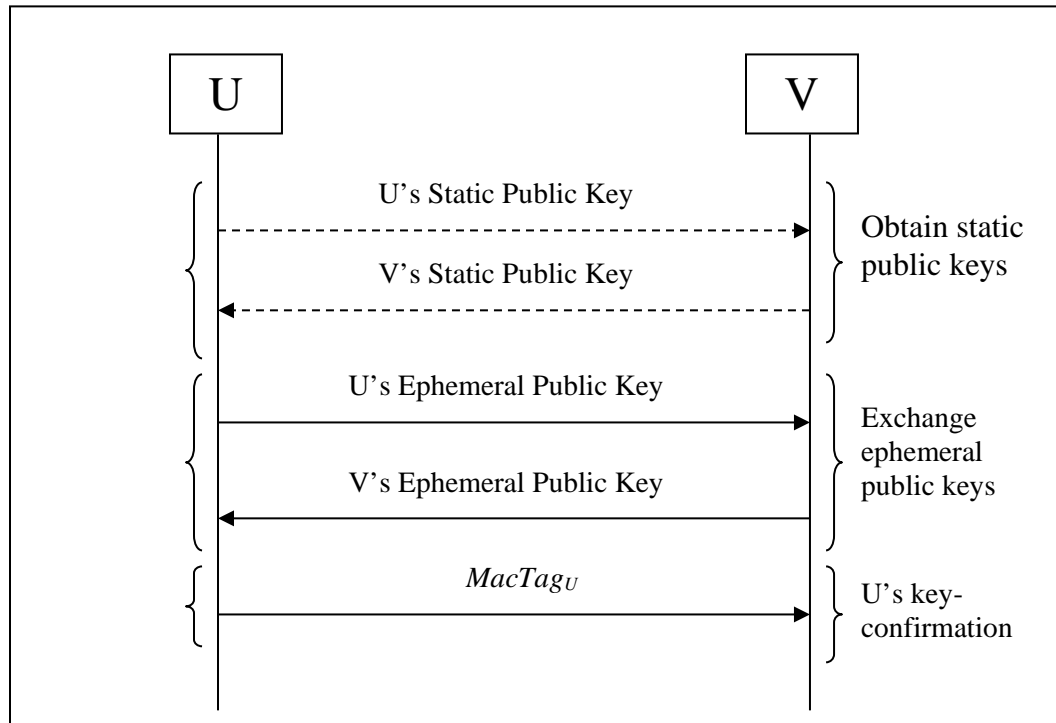 U
V
U’s Static Public Key
V’s Static Public Key
Obtain static
public keys
U’s Ephemeral Public Key
V’s Ephemeral Public Key
Exchange
ephemeral
public keys
MacTagU
U’s key-
confirmation